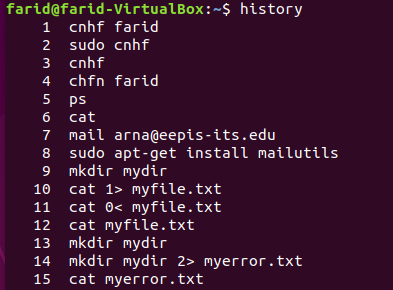 farid@farid-VirtualBox:~$ history
1 cnhf farid
2 sudo cnhf
3 cnhf
4 chfn farid
5 ps
6 cat
7 mail arna@eepis-its.edu
8 sudo apt-get install mailutils
9 mkdir mydir
10 cat 1> myfile.txt
11 cat 0< myfile.txt
12 cat myfile.txt
13 mkdir mydir
14 mkdir mydir 2> myerror.txt
15 cat myerror.txt